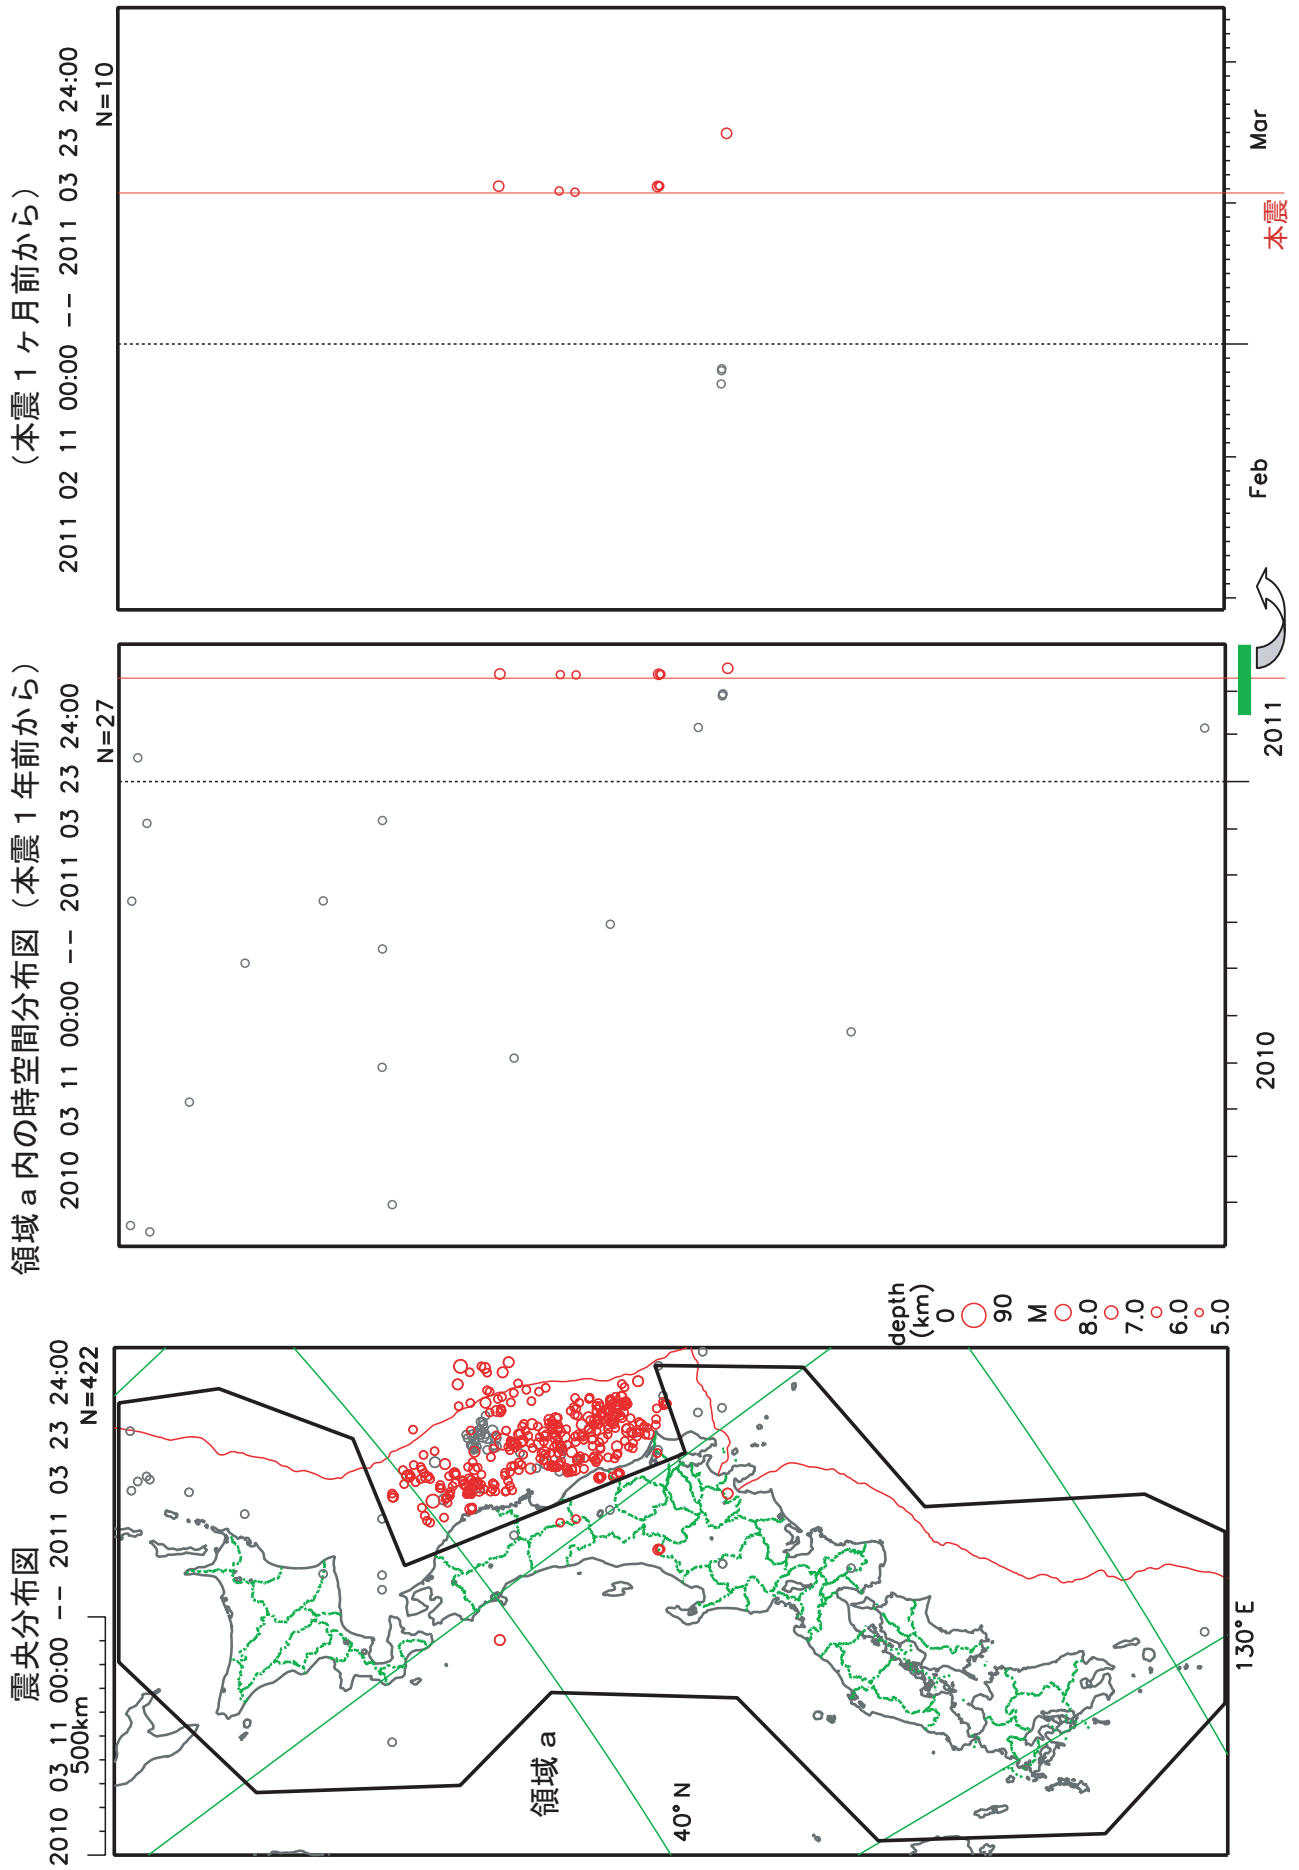 震央分布図
2010 03 11 00:00 -- 2011 03 23 24:00
500km
N=422
領域 a
40° N
130° E
depth
(km)
0
90
M
8.0
7.0
6.0
5.0
領域 a 内の時空間分布図（本震 1 年前から）
2010 03 11 00:00 -- 2011 03 23 24:00
N=27
2010
2011
（本震 1 ヶ月前から）
2011 02 11 00:00 -- 2011 03 23 24:00
N=10
Feb
Mar
本震